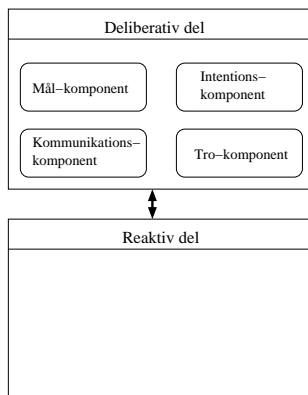 Deliberativ del
Mål–komponent
Intentions–
komponent
Kommunikations–
komponent
Tro–komponent
Reaktiv del